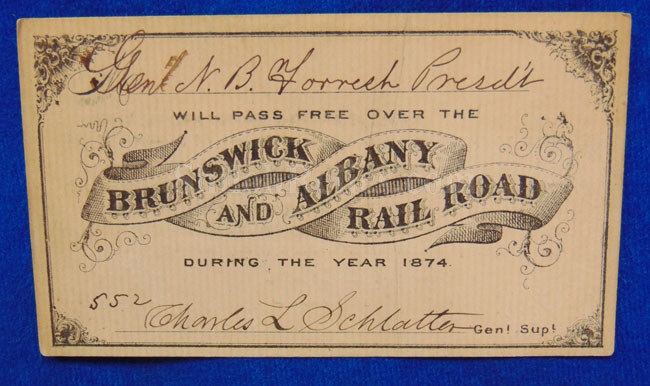 Genl N. B. Forrest Presdt
WILL PASS FREE OVER THE
BRUNSWICK
AND ALBANY
RAIL ROAD
DURING THE YEAR 1874.
552
Charles L Schlatter Genl Supt